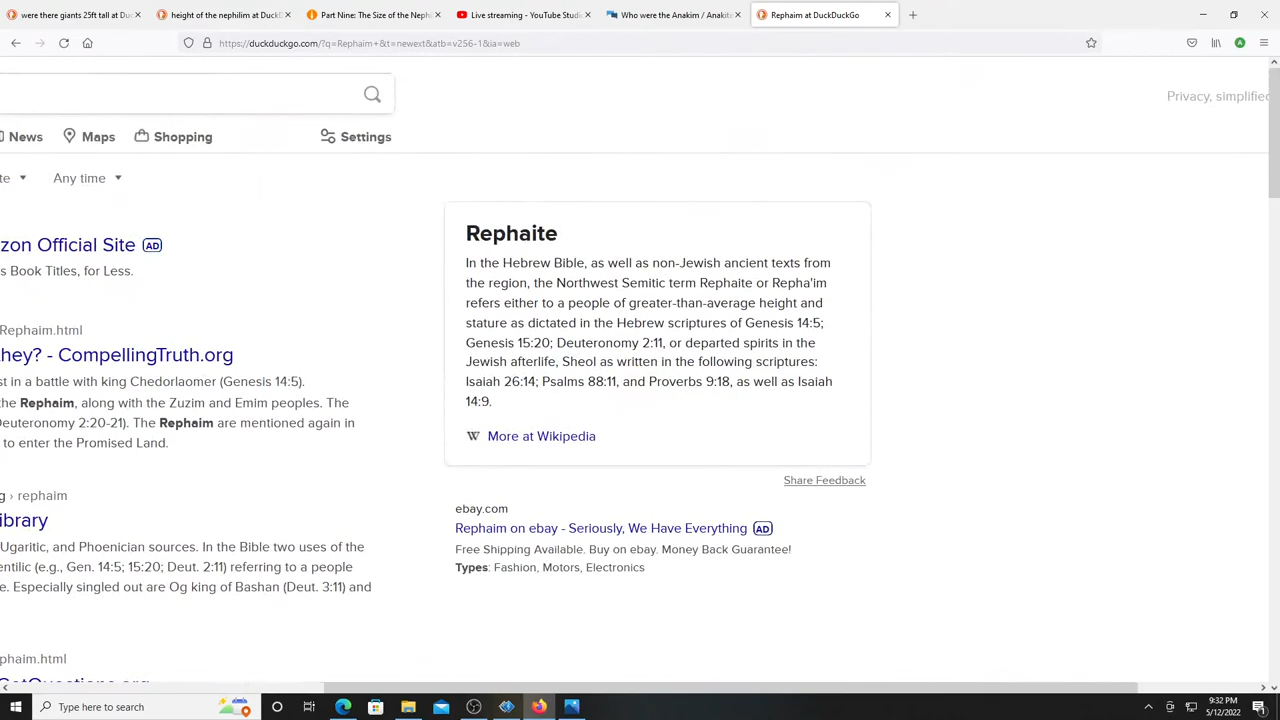 were there giants 25ft tall at Du
height of the nephilim at DuckD
Part Nine: The Size of the Neph
Live streaming - YouTube Studi
Who were the Anakim / Anakite
Rephaim at DuckDuckGo
https://duckduckgo.com/?q=Rephaim+&t=newext&atb=v256-1&ia=web
Privacy, simplified
News
Maps
Shopping
Settings
te
Any time
zon Official Site AD
s Book Titles, for Less.
Rephaim.html
they? - CompellingTruth.org
st in a battle with king Chedorlaomer (Genesis 14:5).
the Rephaim, along with the Zuzim and Emim peoples. The
Deuteronomy 2:20-21). The Rephaim are mentioned again in
to enter the Promised Land.
g › rephaim
ibrary
Ugaritic, and Phoenician sources. In the Bible two uses of the
entilic (e.g., Gen. 14:5; 15:20; Deut. 2:11) referring to a people
e. Especially singled out are Og king of Bashan (Deut. 3:11) and
phaim.html
GotQuestions.org
Rephaite
In the Hebrew Bible, as well as non-Jewish ancient texts from
the region, the Northwest Semitic term Rephaite or Repha'im
refers either to a people of greater-than-average height and
stature as dictated in the Hebrew scriptures of Genesis 14:5;
Genesis 15:20; Deuteronomy 2:11, or departed spirits in the
Jewish afterlife, Sheol as written in the following scriptures:
Isaiah 26:14; Psalms 88:11, and Proverbs 9:18, as well as Isaiah
14:9.
W More at Wikipedia
Share Feedback
ebay.com
Rephaim on ebay - Seriously, We Have Everything AD
Free Shipping Available. Buy on ebay. Money Back Guarantee!
Types: Fashion, Motors, Electronics
Type here to search
9:32 PM
5/12/2022